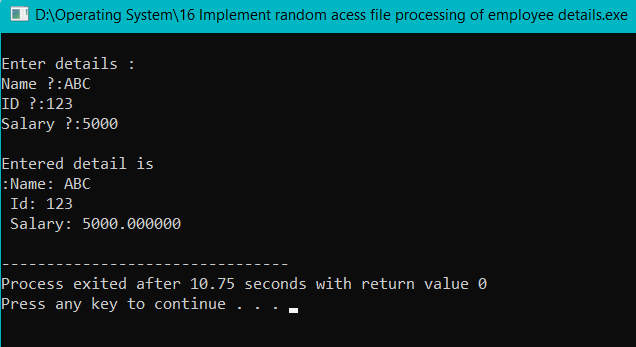 D:\Operating System\16 Implement random acess file processing of employee details.exe
Enter details :
Name ?:ABC
ID ?:123
Salary ?:5000
Entered detail is
:Name: ABC
Id: 123
Salary: 5000.000000
--------------------------------
Process exited after 10.75 seconds with return value 0
Press any key to continue . . .